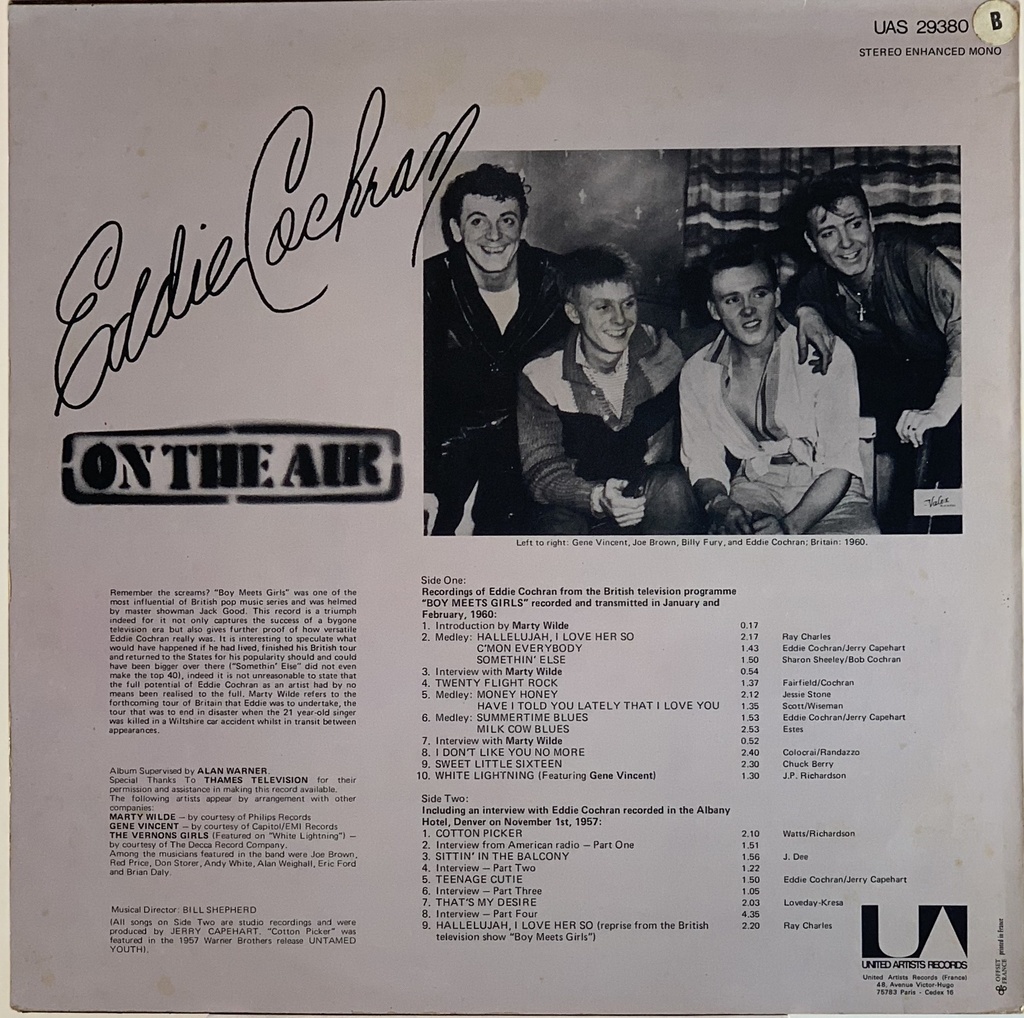 UAS 29380
B
STEREO ENHANCED MONO
Eddie Cochran
ON THE AIR
Valex
Left to right: Gene Vincent, Joe Brown, Billy Fury, and Eddie Cochran; Britain: 1960.
Remember the screams? "Boy Meets Girls" was one of the
most influential of British pop music series and was helmed
by master showman Jack Good. This record is a triumph
indeed for it not only captures the success of a bygone
television era but also gives further proof of how versatile
Eddie Cochran really was. It is interesting to speculate what
would have happened if he had lived, finished his British tour
and returned to the States for his popularity should and could
have been bigger over there ("Somethin' Else" did not even
make the top 40), indeed it is not unreasonable to state that
the full potential of Eddie Cochran as an artist had by no
means been realised to the full. Marty Wilde refers to the
forthcoming tour of Britain that Eddie was to undertake, the
tour that was to end in disaster when the 21 year-old singer
was killed in a Wiltshire car accident whilst in transit between
appearances.
Album Supervised by ALAN WARNER.
Special Thanks To THAMES TELEVISION for their
permission and assistance in making this record available.
The following artists appear by arrangement with other
companies:
MARTY WILDE – by courtesy of Philips Records
GENE VINCENT – by courtesy of Capitol/EMI Records
THE VERNONS GIRLS (Featured on "White Lightning") –
by courtesy of The Decca Record Company.
Among the musicians featured in the band were Joe Brown,
Red Price, Don Storer, Andy White, Alan Weighall, Eric Ford
and Brian Daly.
Musical Director: BILL SHEPHERD
(All songs on Side Two are studio recordings and were
produced by JERRY CAPEHART. "Cotton Picker" was
featured in the 1957 Warner Brothers release UNTAMED
YOUTH).
Side One:
Recordings of Eddie Cochran from the British television programme
"BOY MEETS GIRLS" recorded and transmitted in January and
February, 1960:
1. Introduction by Marty Wilde 0.17
2. Medley: HALLELUJAH, I LOVE HER SO 2.17 Ray Charles
C'MON EVERYBODY 1.43 Eddie Cochran/Jerry Capehart
SOMETHIN' ELSE 1.50 Sharon Sheeley/Bob Cochran
3. Interview with Marty Wilde 0.54
4. TWENTY FLIGHT ROCK 1.37 Fairfield/Cochran
5. Medley: MONEY HONEY 2.12 Jessie Stone
HAVE I TOLD YOU LATELY THAT I LOVE YOU 1.35 Scott/Wiseman
6. Medley: SUMMERTIME BLUES 1.53 Eddie Cochran/Jerry Capehart
MILK COW BLUES 2.53 Estes
7. Interview with Marty Wilde 0.52
8. I DON'T LIKE YOU NO MORE 2.40 Colocrai/Randazzo
9. SWEET LITTLE SIXTEEN 2.30 Chuck Berry
10. WHITE LIGHTNING (Featuring Gene Vincent) 1.30 J.P. Richardson
Side Two:
Including an interview with Eddie Cochran recorded in the Albany
Hotel, Denver on November 1st, 1957:
1. COTTON PICKER 2.10 Watts/Richardson
2. Interview from American radio – Part One 1.51
3. SITTIN' IN THE BALCONY 1.56 J. Dee
4. Interview – Part Two 1.22
5. TEENAGE CUTIE 1.50 Eddie Cochran/Jerry Capehart
6. Interview – Part Three 1.05
7. THAT'S MY DESIRE 2.03 Loveday-Kresa
8. Interview – Part Four 4.35
9. HALLELUJAH, I LOVE HER SO (reprise from the British 2.20 Ray Charles
television show "Boy Meets Girls")
UA
UNITED ARTISTS RECORDS
United Artists Records (France)
48, Avenue Victor-Hugo
75783 Paris - Cedex 16
OFFSET
FRANCE
printed in France